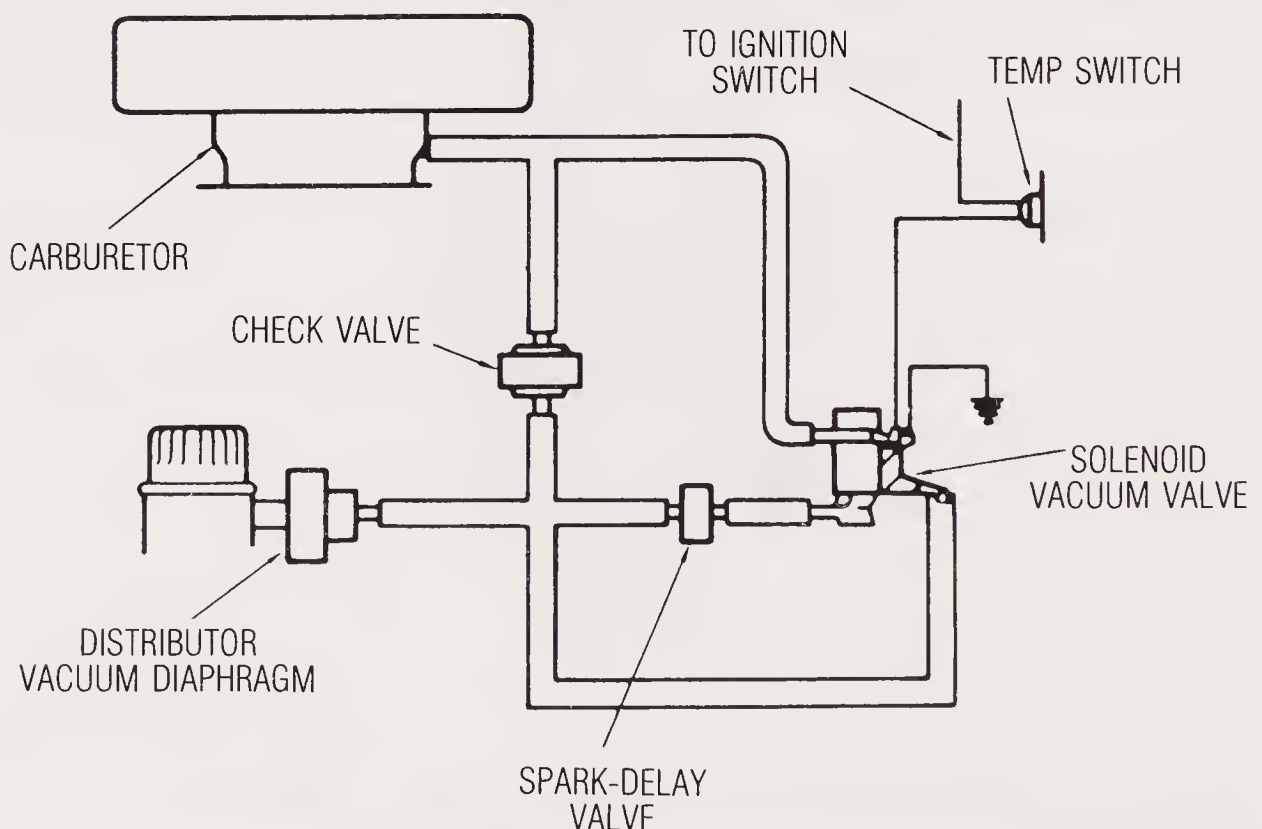 TO IGNITION
SWITCH
TEMP SWITCH
CARBURETOR
CHECK VALVE
SOLENOID
VACUUM VALVE
DISTRIBUTOR
VACUUM DIAPHRAGM
SPARK-DELAY
VALVE